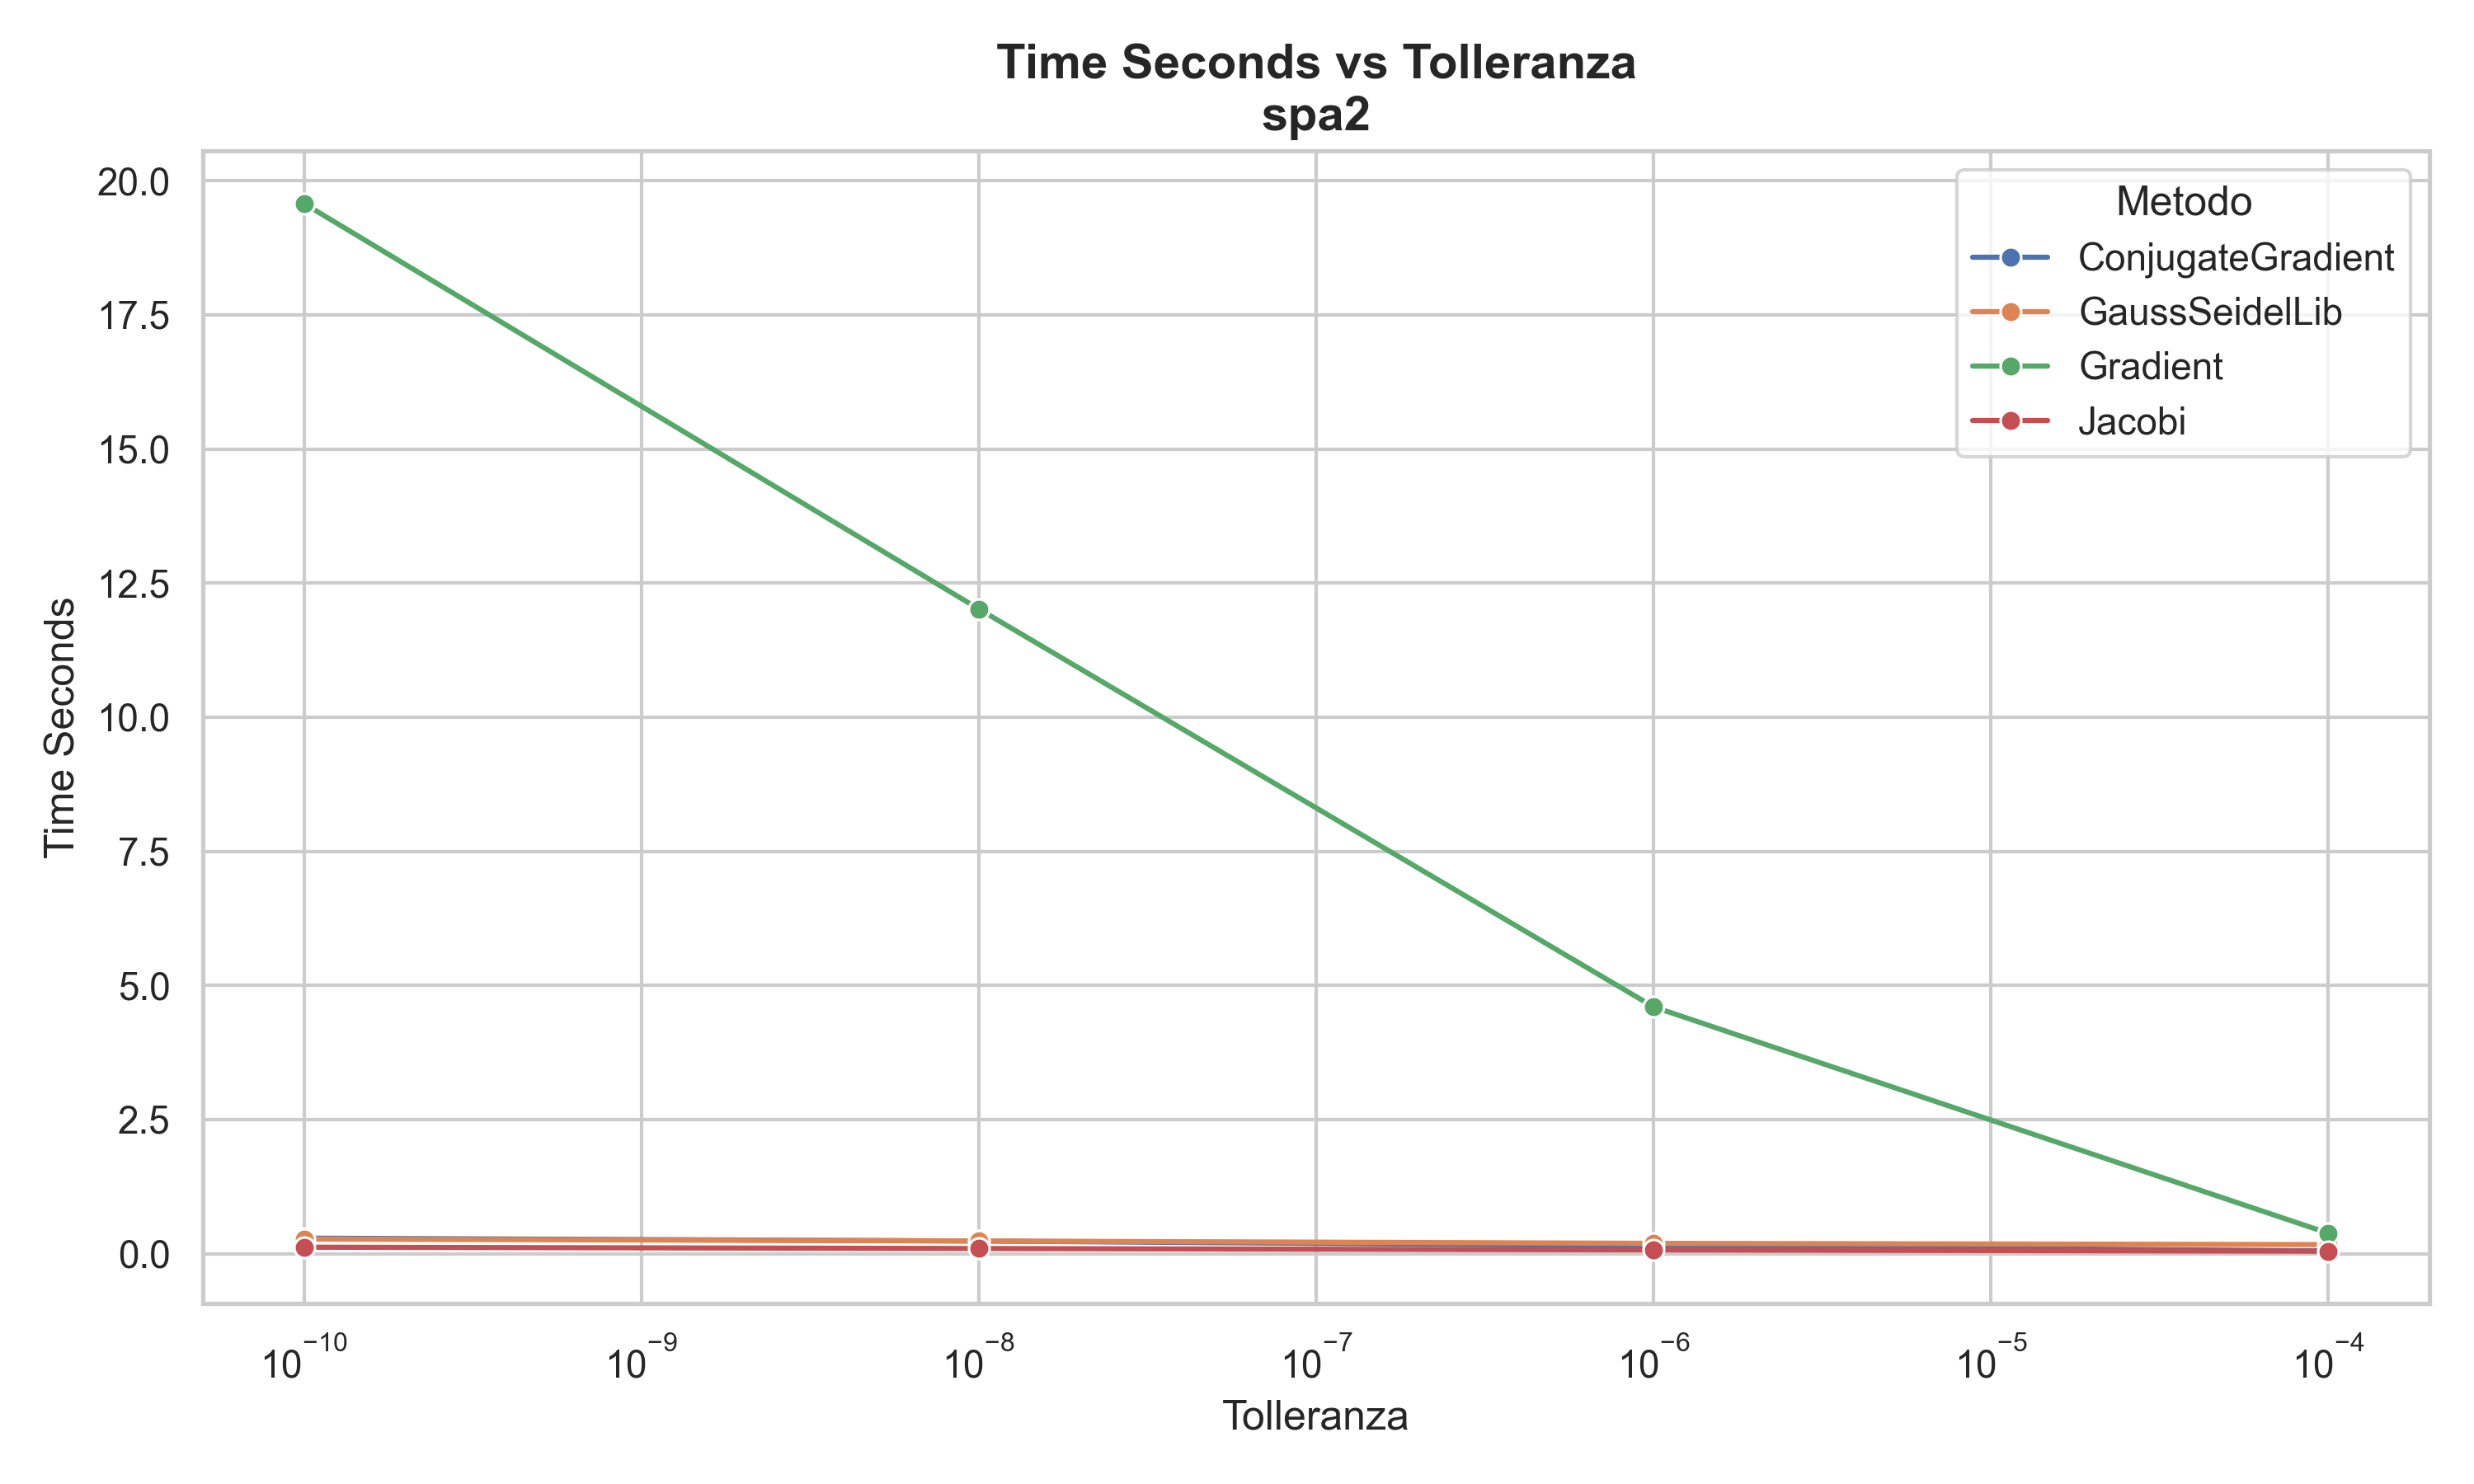 Time Seconds vs Tolleranza
spa2
20.0
17.5
15.0
12.5
10.0
7.5
5.0
2.5
0.0
Time Seconds
Metodo
ConjugateGradient
GaussSeidelLib
Gradient
Jacobi
10⁻¹⁰ 10⁻⁹ 10⁻⁸ 10⁻⁷ 10⁻⁶ 10⁻⁵ 10⁻⁴
Tolleranza